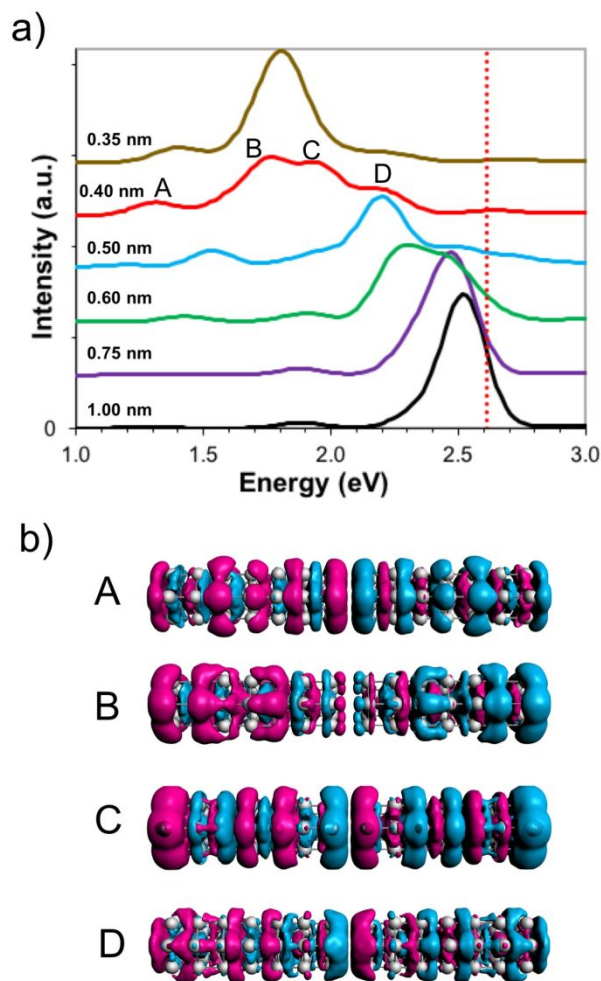 a)
0.35 nm
B
C
0.40 nm
A
D
0.50 nm
0.60 nm
0.75 nm
1.00 nm
Intensity (a.u.)
0
1.0
1.5
2.0
2.5
3.0
Energy (eV)
b)
A
B
C
D